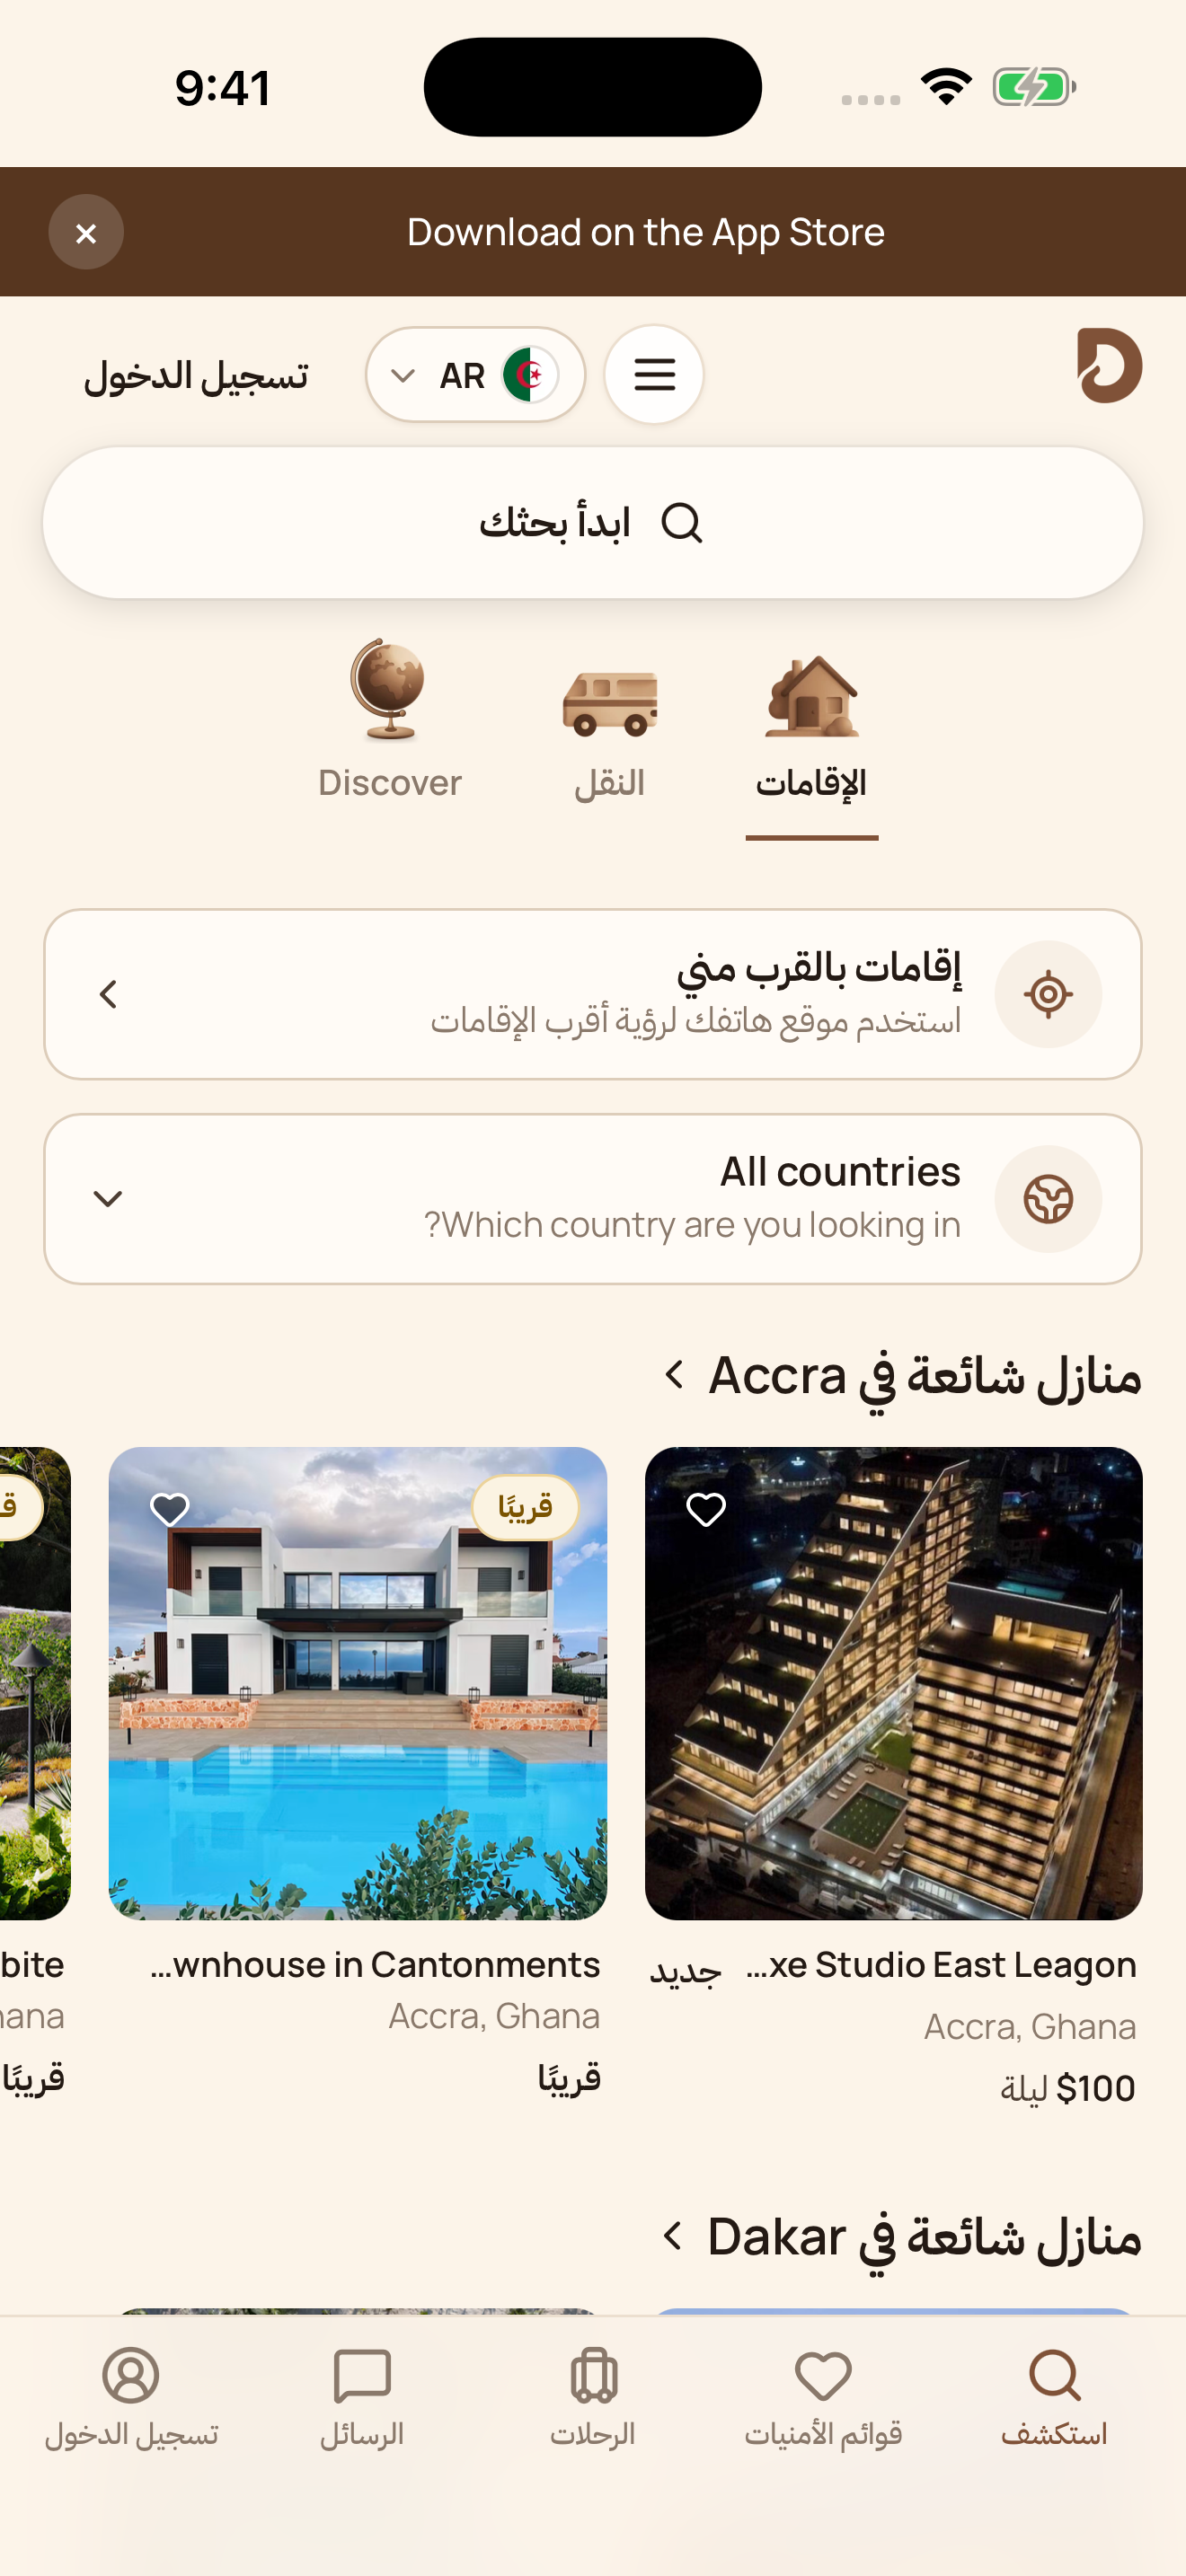 9:41
Download on the App Store
AR
تسجيل الدخول
ابدأ بحثك
الإقامات
النقل
Discover
إقامات بالقرب مني
استخدم موقع هاتفك لرؤية أقرب الإقامات
All countries
Which country are you looking in?
منازل شائعة في Accra
قريبًا
...xe Studio East Leagon
جديد
Accra, Ghana
$100 ليلة
...wnhouse in Cantonments
Accra, Ghana
قريبًا
bite
ana
قريبًا
منازل شائعة في Dakar
استكشف
قوائم الأمنيات
الرحلات
الرسائل
تسجيل الدخول